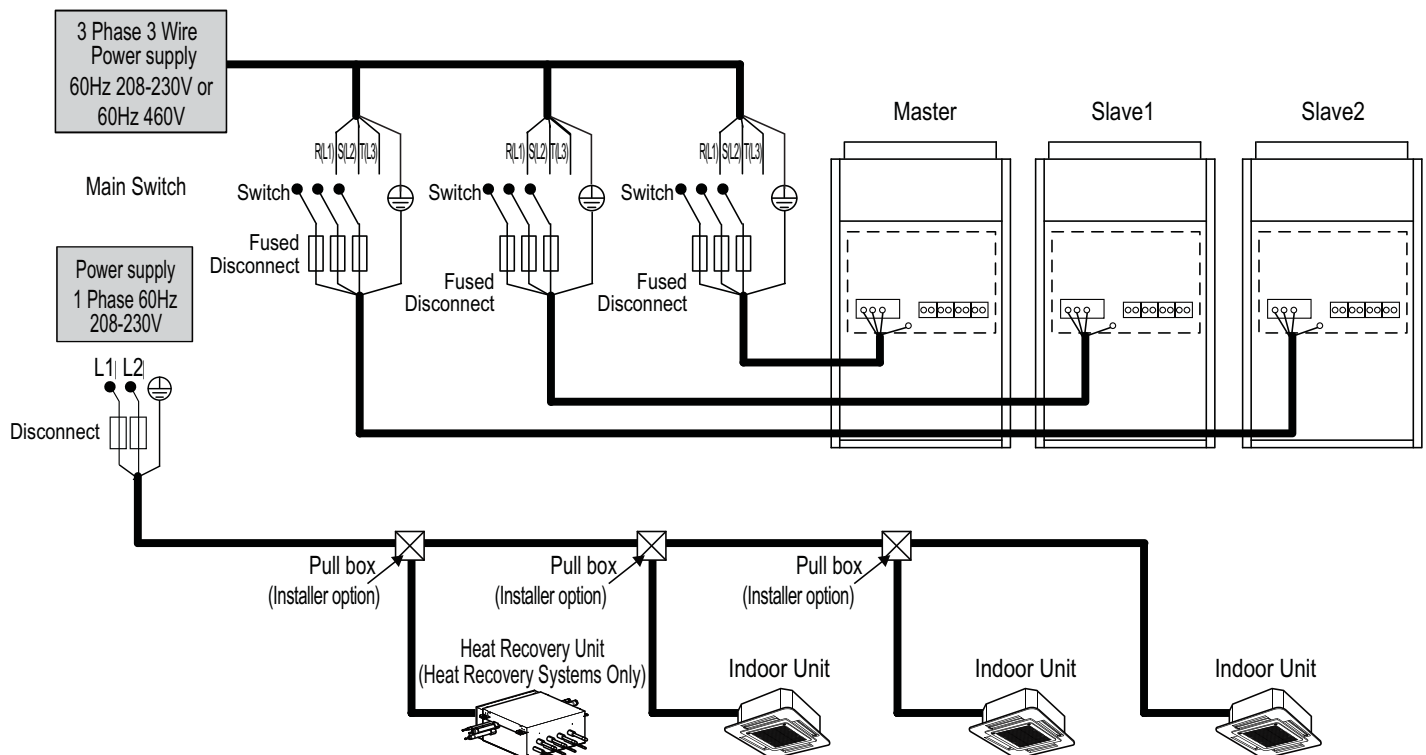 3 Phase 3 Wire
Power supply
60Hz 208-230V or
60Hz 460V
Main Switch
R(L1) S(L2) T(L3)
Switch
Fused
Disconnect
R(L1) S(L2) T(L3)
Switch
Fused
Disconnect
R(L1) S(L2) T(L3)
Switch
Fused
Disconnect
Master
Slave1
Slave2
Power supply
1 Phase 60Hz
208-230V
L1 L2
Disconnect
Pull box
(Installer option)
Pull box
(Installer option)
Pull box
(Installer option)
Heat Recovery Unit
(Heat Recovery Systems Only)
Indoor Unit
Indoor Unit
Indoor Unit